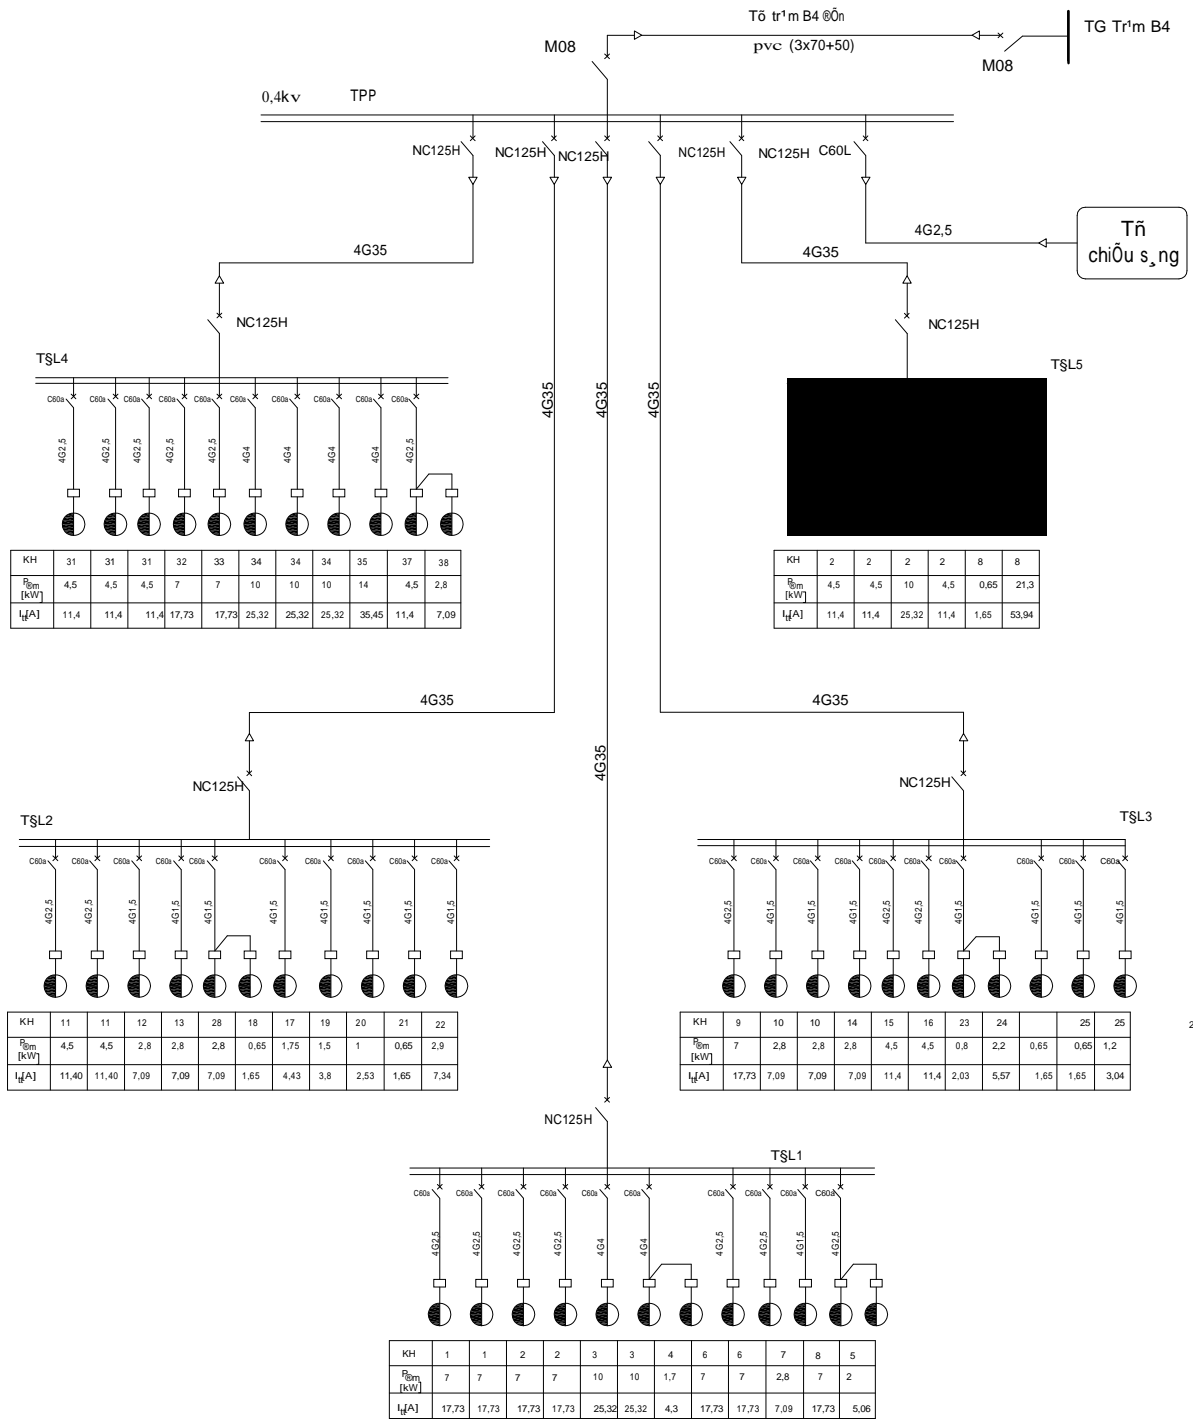 Tõ tr¹m B4 ®Õn
TG Tr¹m B4
pvc (3x70+50)
M08
M08
0,4kv TPP
NC125H NC125H NC125H NC125H NC125H C60L
4G35
4G2,5
Tñ
chiÕu s¸ng
4G35
NC125H
NC125H
T§L4
T§L5
4G35 4G35 4G35
C60a C60a C60a C60a C60a C60a C60a C60a C60a
4G2,5 4G2,5 4G2,5 4G2,5 4G4 4G4 4G4 4G4 4G2,5
KH 31 31 31 32 33 34 34 34 35 37 38
P®m [kW] 4,5 4,5 4,5 7 7 10 10 10 14 4,5 2,8
Itt[A] 11,4 11,4 11,4 17,73 17,73 25,32 25,32 25,32 35,45 11,4 7,09
KH 2 2 2 2 8 8
P®m [kW] 4,5 4,5 10 4,5 0,65 21,3
Itt[A] 11,4 11,4 25,32 11,4 1,65 53,94
4G35
4G35
4G35
NC125H
NC125H
T§L2
T§L3
C60a C60a C60a C60a C60a C60a C60a C60a C60a C60a
4G2,5 4G2,5 4G1,5 4G1,5 4G1,5 4G1,5 4G1,5 4G1,5 4G1,5 4G1,5
C60a C60a C60a C60a C60a C60a C60a C60a C60a C60a
4G2,5 4G1,5 4G1,5 4G1,5 4G2,5 4G2,5 4G1,5 4G1,5 4G1,5 4G1,5
KH 11 11 12 13 28 18 17 19 20 21 22
P®m [kW] 4,5 4,5 2,8 2,8 2,8 0,65 1,75 1,5 1 0,65 2,9
Itt[A] 11,40 11,40 7,09 7,09 7,09 1,65 4,43 3,8 2,53 1,65 7,34
KH 9 10 10 14 15 16 23 24 25 25 2
P®m [kW] 7 2,8 2,8 2,8 4,5 4,5 0,8 2,2 0,65 0,65 1,2
Itt[A] 17,73 7,09 7,09 7,09 11,4 11,4 2,03 5,57 1,65 1,65 3,04
NC125H
T§L1
C60a C60a C60a C60a C60a C60a C60a C60a C60a C60a
4G2,5 4G2,5 4G2,5 4G2,5 4G4 4G4 4G2,5 4G2,5 4G1,5 4G2,5
KH 1 1 2 2 3 3 4 6 6 7 8 5
P®m [kW] 7 7 7 7 10 10 1,7 7 7 2,8 7 2
Itt[A] 17,73 17,73 17,73 17,73 25,32 25,32 4,3 17,73 17,73 7,09 17,73 5,06